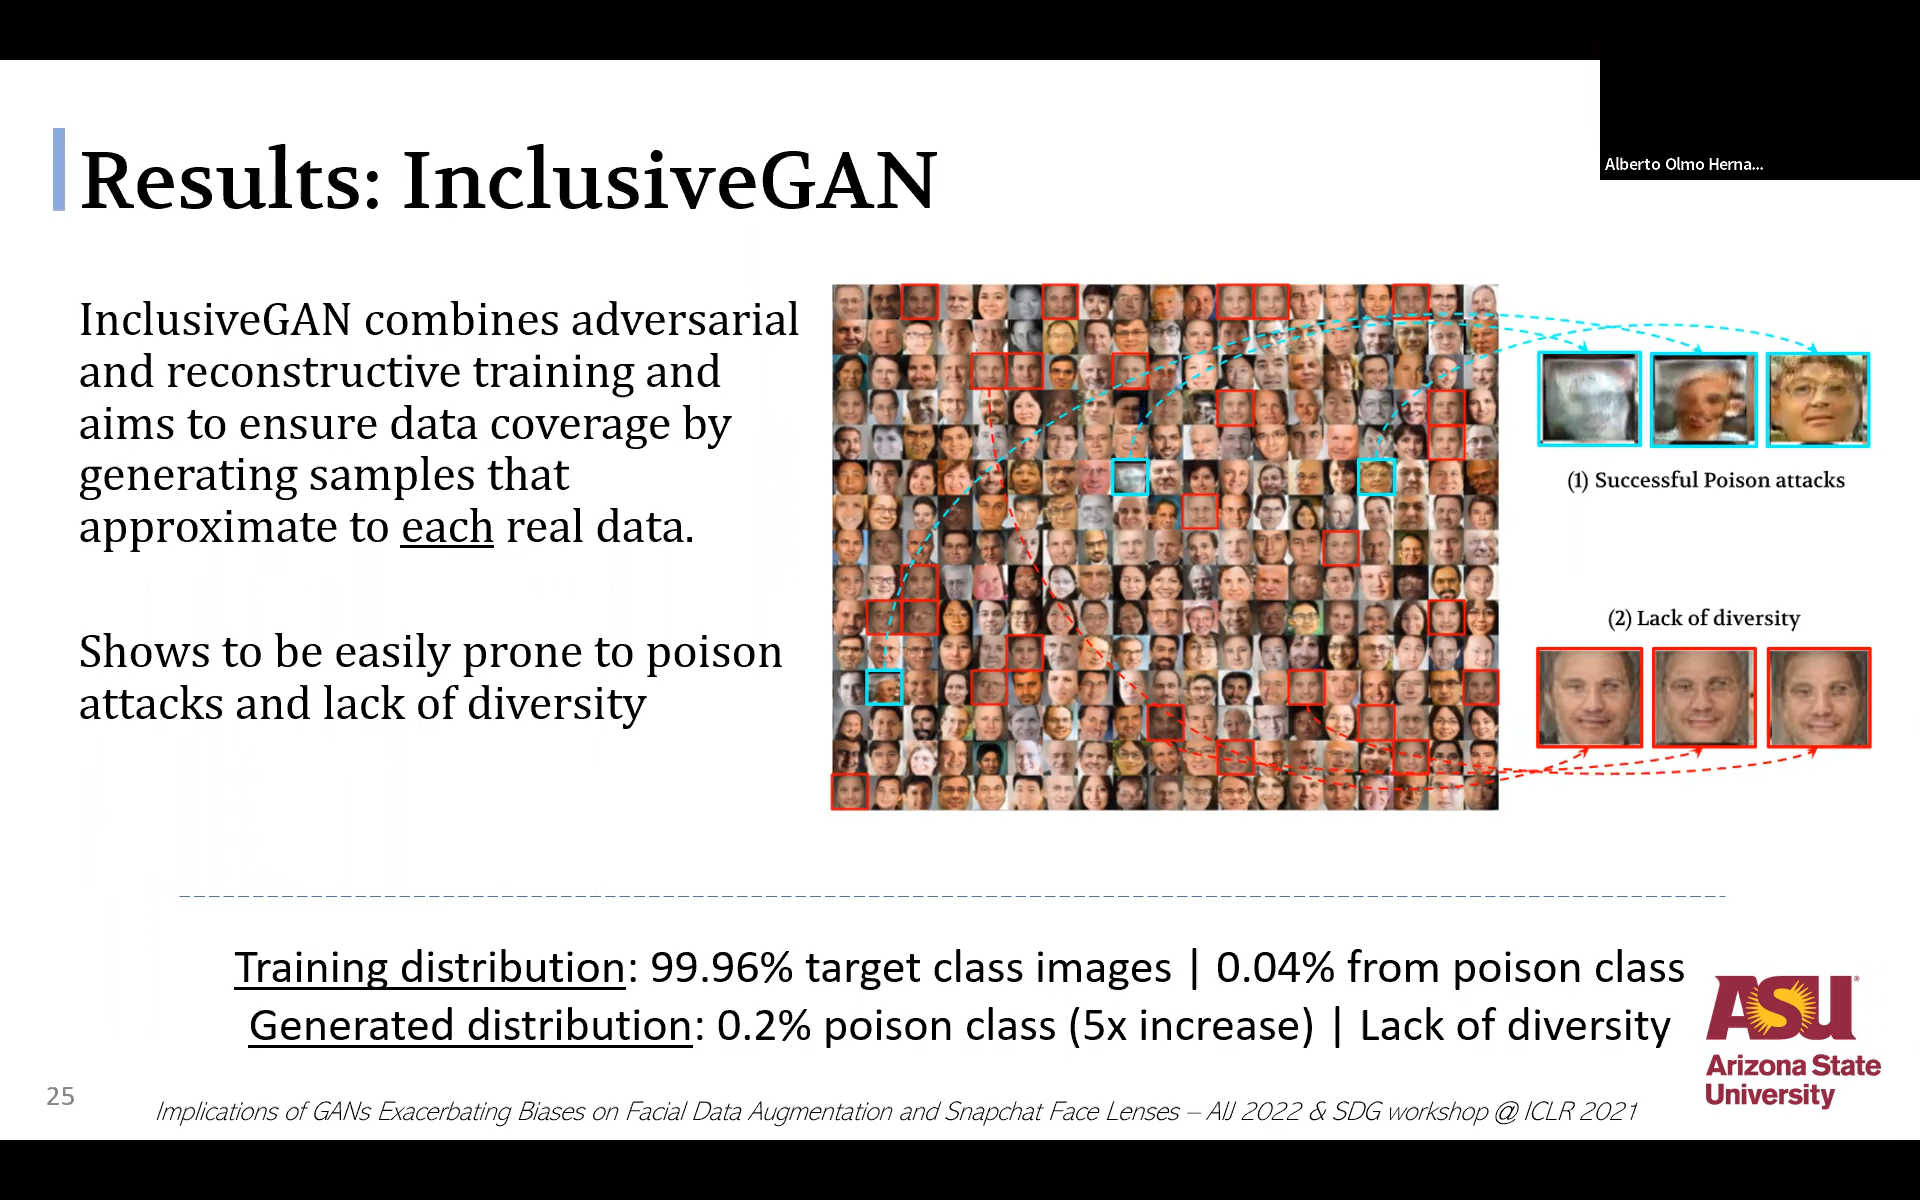 Alberto Olmo Herna...
Results: InclusiveGAN
InclusiveGAN combines adversarial
and reconstructive training and
aims to ensure data coverage by
generating samples that
approximate to each real data.
Shows to be easily prone to poison
attacks and lack of diversity
(1) Successful Poison attacks
(2) Lack of diversity
Training distribution: 99.96% target class images | 0.04% from poison class
Generated distribution: 0.2% poison class (5x increase) | Lack of diversity
ASU
Arizona State
University
25
Implications of GANs Exacerbating Biases on Facial Data Augmentation and Snapchat Face Lenses – AIJ 2022 & SDG workshop @ ICLR 2021